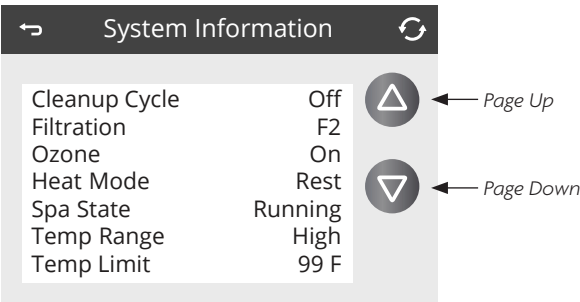 System Information
Cleanup Cycle Off
Filtration F2
Ozone On
Heat Mode Rest
Spa State Running
Temp Range High
Temp Limit 99 F
Page Up
Page Down